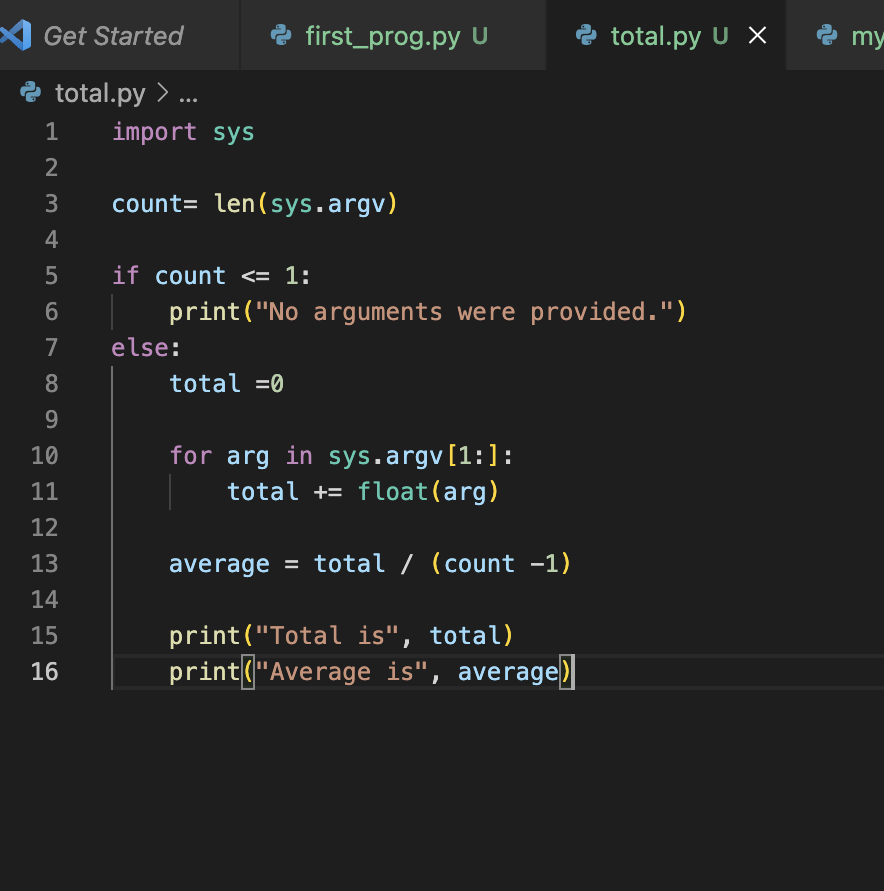 Get Started first_prog.py U total.py U my
total.py > ...
1 import sys
2
3 count= len(sys.argv)
4
5 if count <= 1:
6     print("No arguments were provided.")
7 else:
8     total =0
9
10     for arg in sys.argv[1:]:
11         total += float(arg)
12
13     average = total / (count -1)
14
15     print("Total is", total)
16     print("Average is", average)